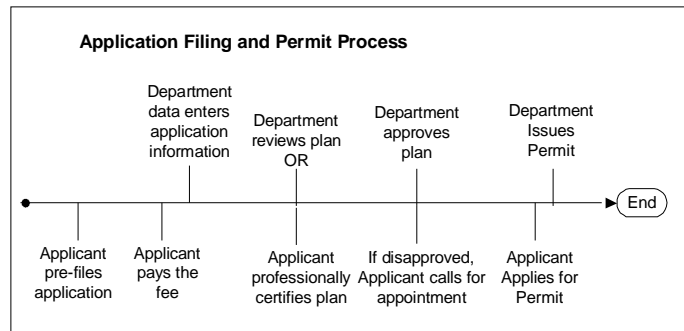 Application Filing and Permit Process
Department
data enters
application
information
Department
reviews plan
OR
Department
approves
plan
Department
Issues
Permit
End
Applicant
pre-files
application
Applicant
pays the
fee
Applicant
professionally
certifies plan
If disapproved,
Applicant calls for
appointment
Applicant
Applies for
Permit